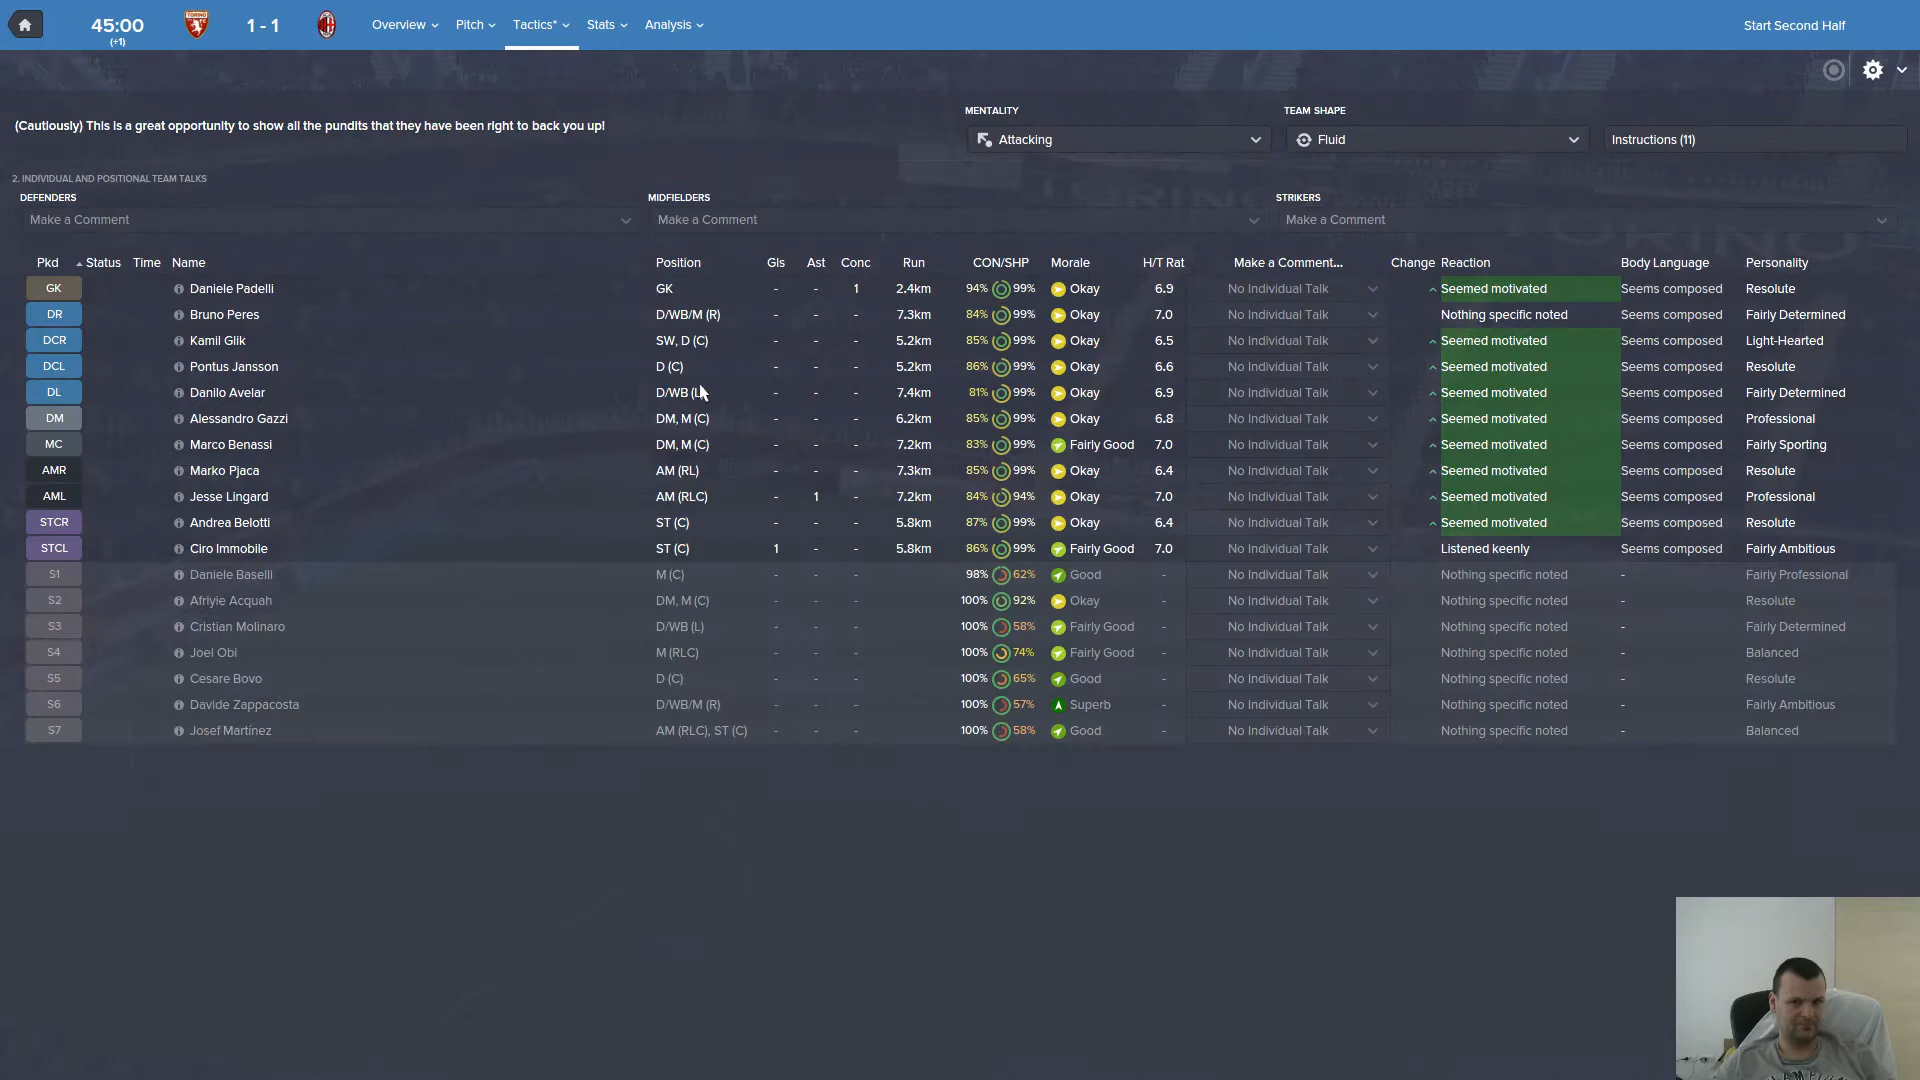 45:00
(+1)
1 - 1
Overview Pitch Tactics* Stats Analysis
Start Second Half
MENTALITY TEAM SHAPE
(Cautiously) This is a great opportunity to show all the pundits that they have been right to back you up!
Attacking Fluid Instructions (11)
2. INDIVIDUAL AND POSITIONAL TEAM TALKS
DEFENDERS MIDFIELDERS STRIKERS
Make a Comment Make a Comment Make a Comment
Pkd Status Time Name Position Gls Ast Conc Run CON/SHP Morale H/T Rat Make a Comment... Change Reaction Body Language Personality
GK Daniele Padelli GK - - 1 2.4km 94% 99% Okay 6.9 No Individual Talk Seemed motivated Seems composed Resolute
DR Bruno Peres D/WB/M (R) - - - 7.3km 84% 99% Okay 7.0 No Individual Talk Nothing specific noted Seems composed Fairly Determined
DCR Kamil Glik SW, D (C) - - - 5.2km 85% 99% Okay 6.5 No Individual Talk Seemed motivated Seems composed Light-Hearted
DCL Pontus Jansson D (C) - - - 5.2km 86% 99% Okay 6.6 No Individual Talk Seemed motivated Seems composed Resolute
DL Danilo Avelar D/WB (L) - - - 7.4km 81% 99% Okay 6.9 No Individual Talk Seemed motivated Seems composed Fairly Determined
DM Alessandro Gazzi DM, M (C) - - - 6.2km 85% 99% Okay 6.8 No Individual Talk Seemed motivated Seems composed Professional
MC Marco Benassi DM, M (C) - - - 7.2km 83% 99% Fairly Good 7.0 No Individual Talk Seemed motivated Seems composed Fairly Sporting
AMR Marko Pjaca AM (RL) - - - 7.3km 85% 99% Okay 6.4 No Individual Talk Seemed motivated Seems composed Resolute
AML Jesse Lingard AM (RLC) - 1 - 7.2km 84% 94% Okay 7.0 No Individual Talk Seemed motivated Seems composed Professional
STCR Andrea Belotti ST (C) - - - 5.8km 87% 99% Okay 6.4 No Individual Talk Seemed motivated Seems composed Resolute
STCL Ciro Immobile ST (C) 1 - - 5.8km 86% 99% Fairly Good 7.0 No Individual Talk Listened keenly Seems composed Fairly Ambitious
S1 Daniele Baselli M (C) - - - 98% 62% Good - No Individual Talk Nothing specific noted - Fairly Professional
S2 Afriyie Acquah DM, M (C) - - - 100% 92% Okay - No Individual Talk Nothing specific noted - Resolute
S3 Cristian Molinaro D/WB (L) - - - 100% 58% Fairly Good - No Individual Talk Nothing specific noted - Fairly Determined
S4 Joel Obi M (RLC) - - - 100% 74% Fairly Good - No Individual Talk Nothing specific noted - Balanced
S5 Cesare Bovo D (C) - - - 100% 65% Good - No Individual Talk Nothing specific noted - Resolute
S6 Davide Zappacosta D/WB/M (R) - - - 100% 57% Superb - No Individual Talk Nothing specific noted - Fairly Ambitious
S7 Josef Martínez AM (RLC), ST (C) - - - 100% 58% Good - No Individual Talk Nothing specific noted - Balanced